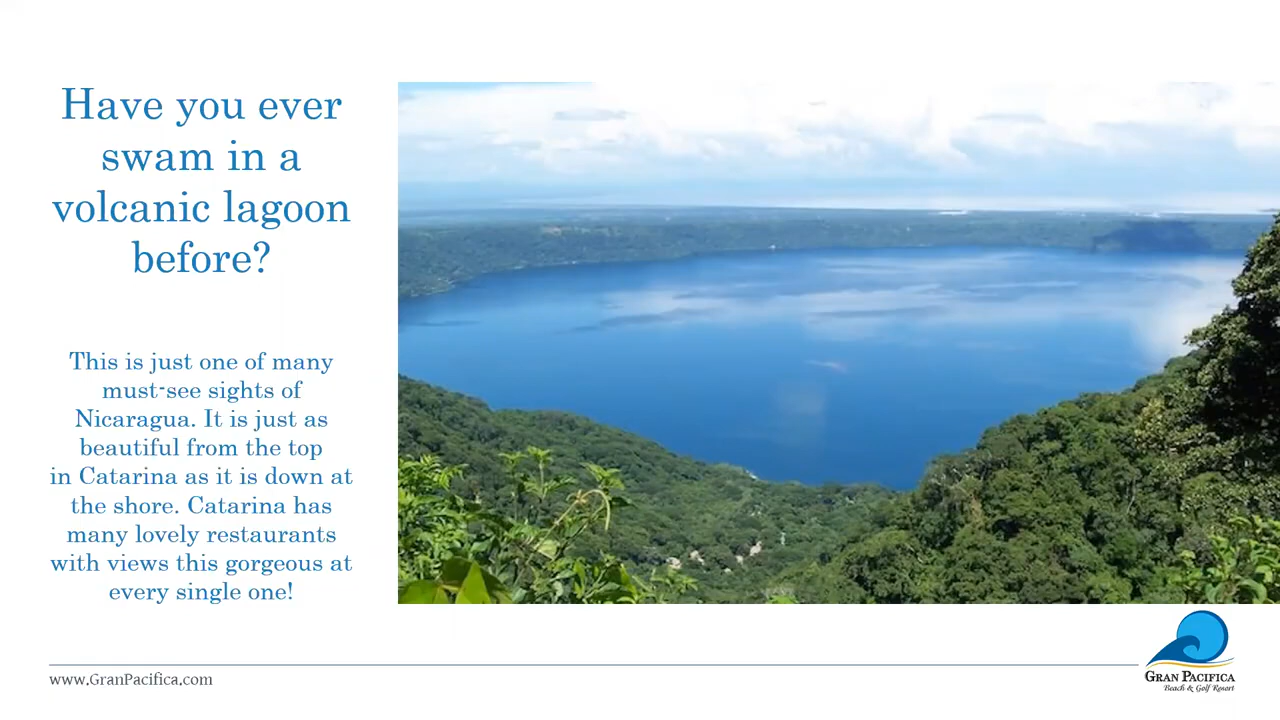 Have you ever
swam in a
volcanic lagoon
before?
This is just one of many
must-see sights of
Nicaragua. It is just as
beautiful from the top
in Catarina as it is down at
the shore. Catarina has
many lovely restaurants
with views this gorgeous at
every single one!
www.GranPacifica.com
GRAN PACIFICA
Beach & Golf Resort